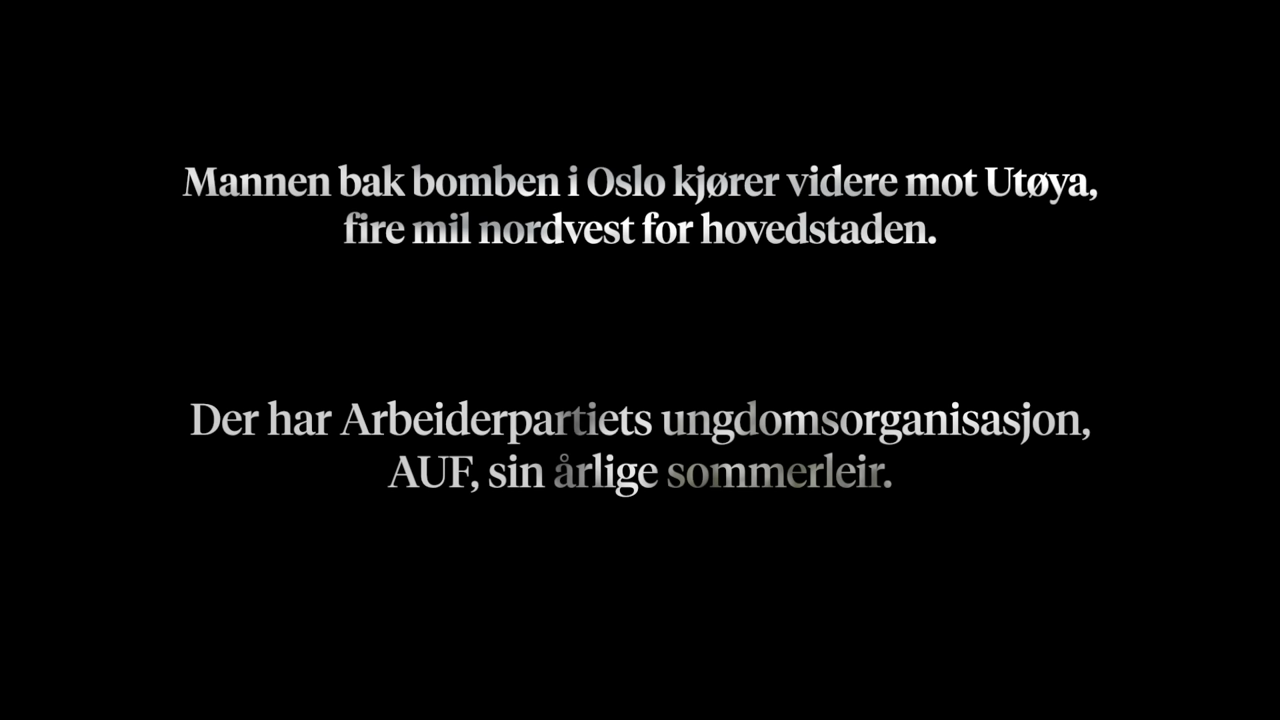 Mannen bak bomben i Oslo kjører videre mot Utøya,
fire mil nordvest for hovedstaden.
Der har Arbeiderpartiets ungdomsorganisasjon,
AUF, sin årlige sommerleir.